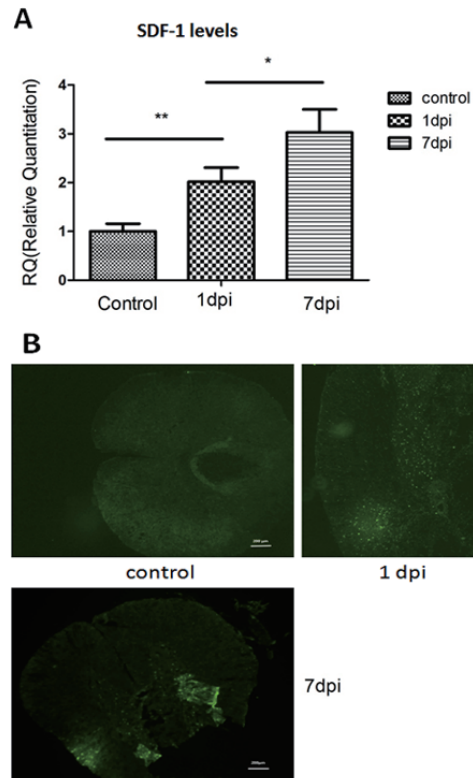 A
SDF-1 levels
RQ(Relative Quantitation)
4
3
2
1
0
**
*
control
1dpi
7dpi
Control
1dpi
7dpi
B
control
1 dpi
7dpi
200µm